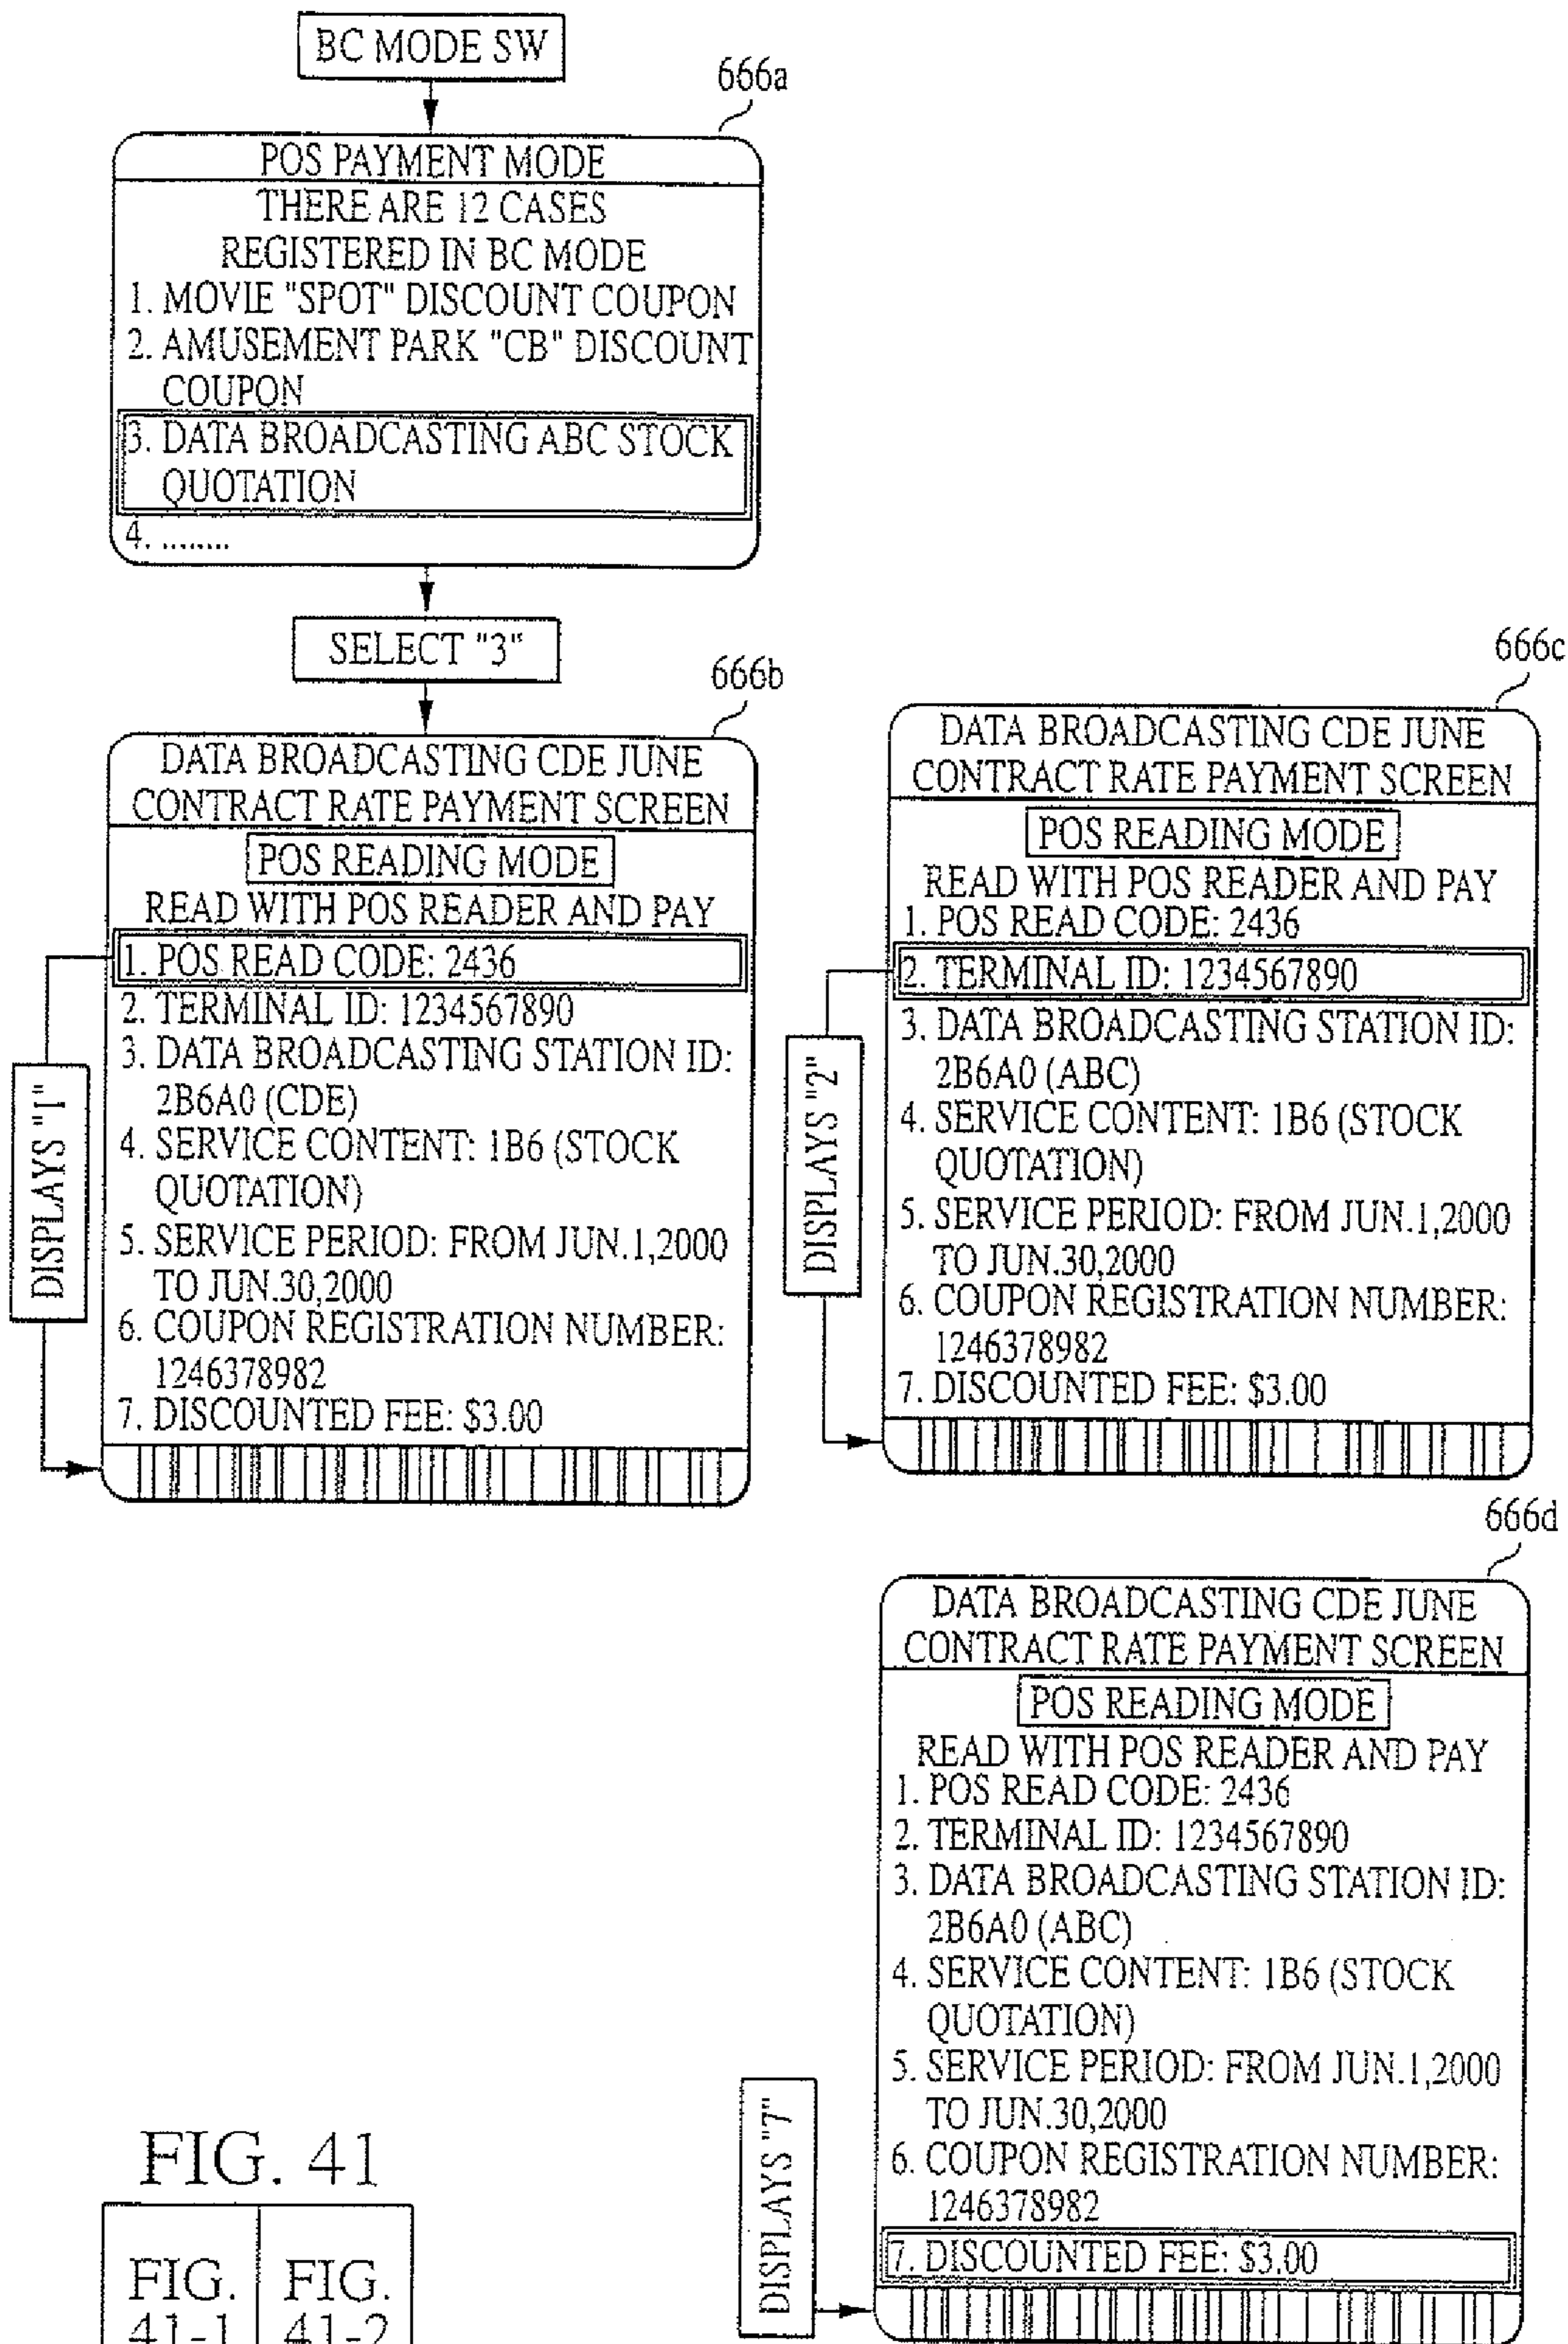 BC MODE SW
666a
POS PAYMENT MODE
THERE ARE 12 CASES
REGISTERED IN BC MODE
1. MOVIE "SPOT" DISCOUNT COUPON
2. AMUSEMENT PARK "CB" DISCOUNT
COUPON
3. DATA BROADCASTING ABC STOCK
QUOTATION
4. ........
SELECT "3"
666b
DATA BROADCASTING CDE JUNE
CONTRACT RATE PAYMENT SCREEN
POS READING MODE
READ WITH POS READER AND PAY
1. POS READ CODE: 2436
2. TERMINAL ID: 1234567890
3. DATA BROADCASTING STATION ID:
2B6A0 (CDE)
4. SERVICE CONTENT: 1B6 (STOCK
QUOTATION)
5. SERVICE PERIOD: FROM JUN.1,2000
TO JUN.30,2000
6. COUPON REGISTRATION NUMBER:
1246378982
7. DISCOUNTED FEE: $3.00
DISPLAYS "1"
666c
DATA BROADCASTING CDE JUNE
CONTRACT RATE PAYMENT SCREEN
POS READING MODE
READ WITH POS READER AND PAY
1. POS READ CODE: 2436
2. TERMINAL ID: 1234567890
3. DATA BROADCASTING STATION ID:
2B6A0 (ABC)
4. SERVICE CONTENT: 1B6 (STOCK
QUOTATION)
5. SERVICE PERIOD: FROM JUN.1,2000
TO JUN.30,2000
6. COUPON REGISTRATION NUMBER:
1246378982
7. DISCOUNTED FEE: $3.00
DISPLAYS "2"
666d
DATA BROADCASTING CDE JUNE
CONTRACT RATE PAYMENT SCREEN
POS READING MODE
READ WITH POS READER AND PAY
1. POS READ CODE: 2436
2. TERMINAL ID: 1234567890
3. DATA BROADCASTING STATION ID:
2B6A0 (ABC)
4. SERVICE CONTENT: 1B6 (STOCK
QUOTATION)
5. SERVICE PERIOD: FROM JUN.1,2000
TO JUN.30,2000
6. COUPON REGISTRATION NUMBER:
1246378982
7. DISCOUNTED FEE: $3.00
DISPLAYS "7"
FIG. 41
FIG.
41-1
FIG.
41-2